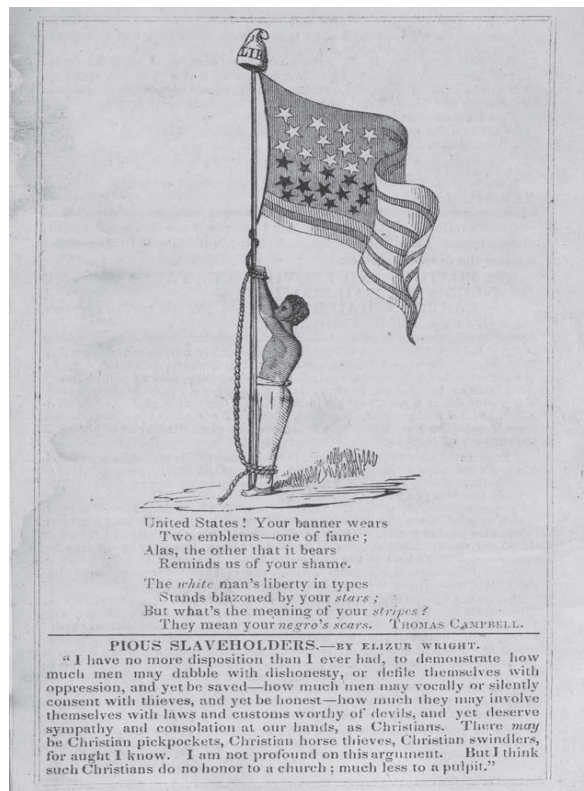 LIB
United States! Your banner wears
Two emblems—one of fame;
Alas, the other that it bears
Reminds us of your shame.
The white man's liberty in types
Stands blazoned by your stars;
But what's the meaning of your stripes?
They mean your negro's scars. THOMAS CAMPBELL.
PIOUS SLAVEHOLDERS.—BY ELIZUR WRIGHT.
"I have no more disposition than I ever had, to demonstrate how
much men may dabble with dishonesty, or defile themselves with
oppression, and yet be saved—how much men may vocally or silently
consent with thieves, and yet be honest—how much they may involve
themselves with laws and customs worthy of devils, and yet deserve
sympathy and consolation at our hands, as Christians. There may
be Christian pickpockets, Christian horse thieves, Christian swindlers,
for aught I know. I am not profound on this argument. But I think
such Christians do no honor to a church; much less to a pulpit."